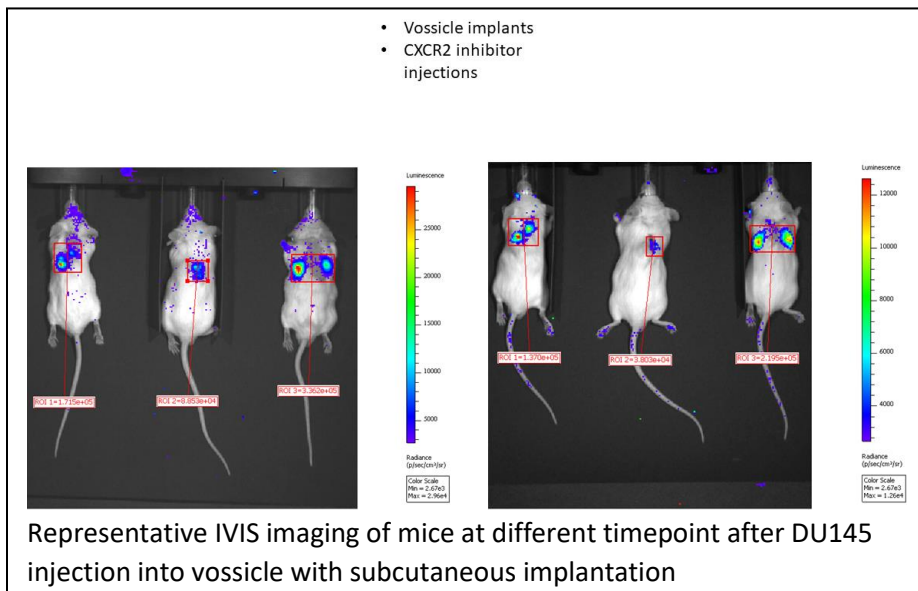 • Vossicle implants
• CXCR2 inhibitor
injections
Luminescence
25000
20000
15000
10000
5000
Radiance
(p/sec/cm²/sr)
Color Scale
Min = 2.67e3
Max = 2.96e4
ROI 1=1.715e+05
ROI 2=8.853e+04
ROI 3=3.362e+05
Luminescence
12000
10000
8000
6000
4000
Radiance
(p/sec/cm²/sr)
Color Scale
Min = 2.67e3
Max = 1.26e4
ROI 1=1.370e+05
ROI 2=3.803e+04
ROI 3=2.195e+05
Representative IVIS imaging of mice at different timepoint after DU145
injection into vossicle with subcutaneous implantation